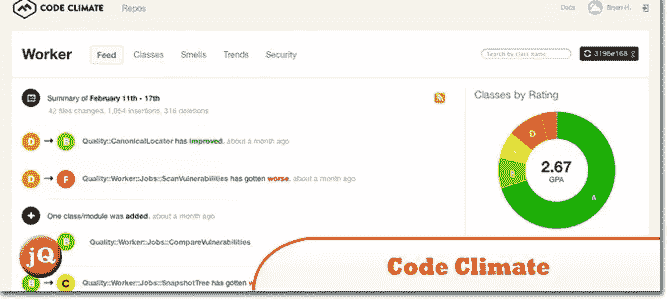 CODE CLIMATE Repos Docs Bryan H.
Worker Feed Classes Smells Trends Security Search by class name 3196e168
Summary of February 11th - 17th
42 files changed, 1,064 insertions, 316 deletions
Classes by Rating
D → B Quality::CanonicalLocator has improved. about a month ago
D → F Quality::Worker::Jobs::ScanVulnerabilities has gotten worse. about a month ago
D
B
A
2.67
GPA
One class/module was added. about a month ago
B Quality::Worker::Jobs::CompareVulnerabilities
jQ
C Quality::Worker::Jobs::SnapshotTree has gotten
Code Climate